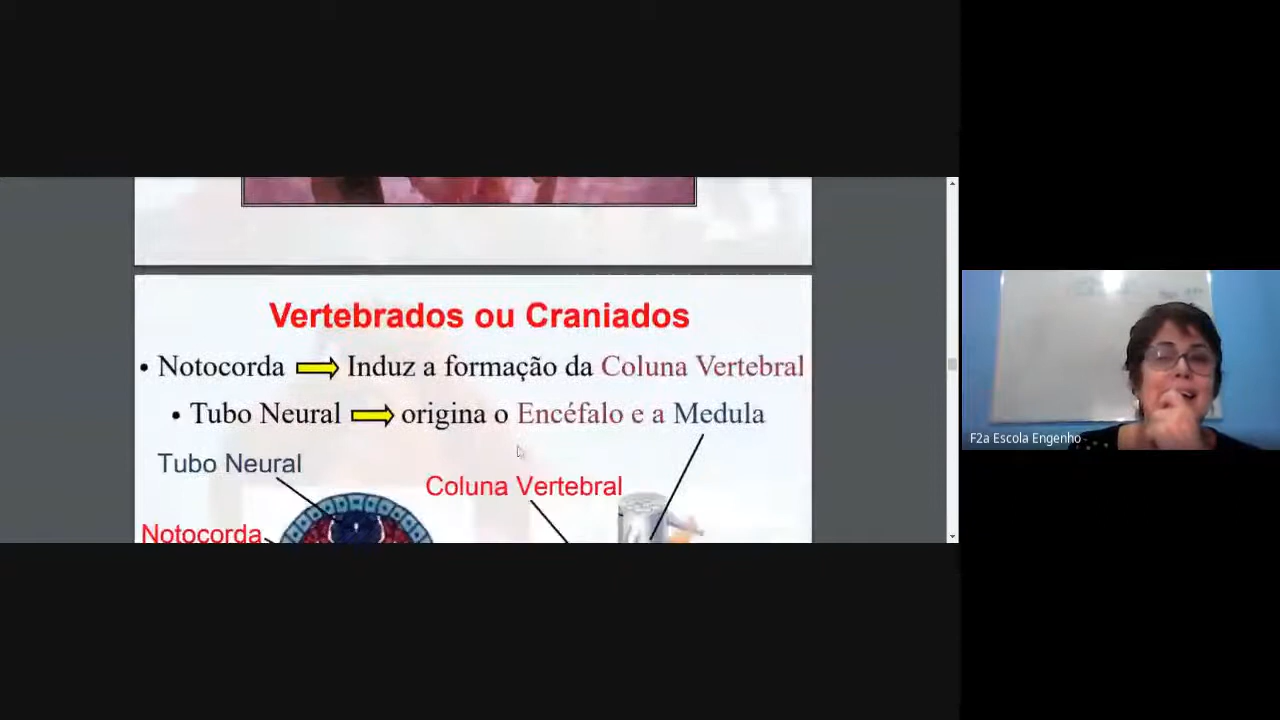 Vertebrados ou Craniados
• Notocorda Induz a formação da Coluna Vertebral
• Tubo Neural origina o Encéfalo e a Medula
Tubo Neural
Coluna Vertebral
Notocorda
F2a Escola Engenho